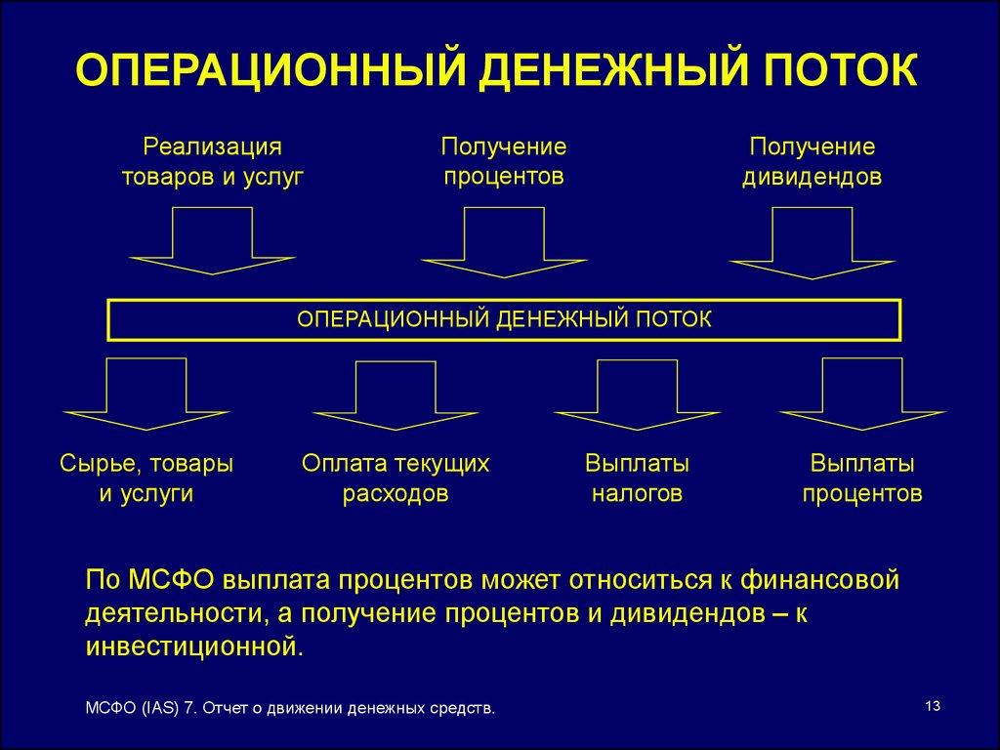 ОПЕРАЦИОННЫЙ ДЕНЕЖНЫЙ ПОТОК
Реализация
товаров и услуг
Получение
процентов
Получение
дивидендов
ОПЕРАЦИОННЫЙ ДЕНЕЖНЫЙ ПОТОК
Сырье, товары
и услуги
Оплата текущих
расходов
Выплаты
налогов
Выплаты
процентов
По МСФО выплата процентов может относиться к финансовой
деятельности, а получение процентов и дивидендов – к
инвестиционной.
МСФО (IAS) 7. Отчет о движении денежных средств.
13